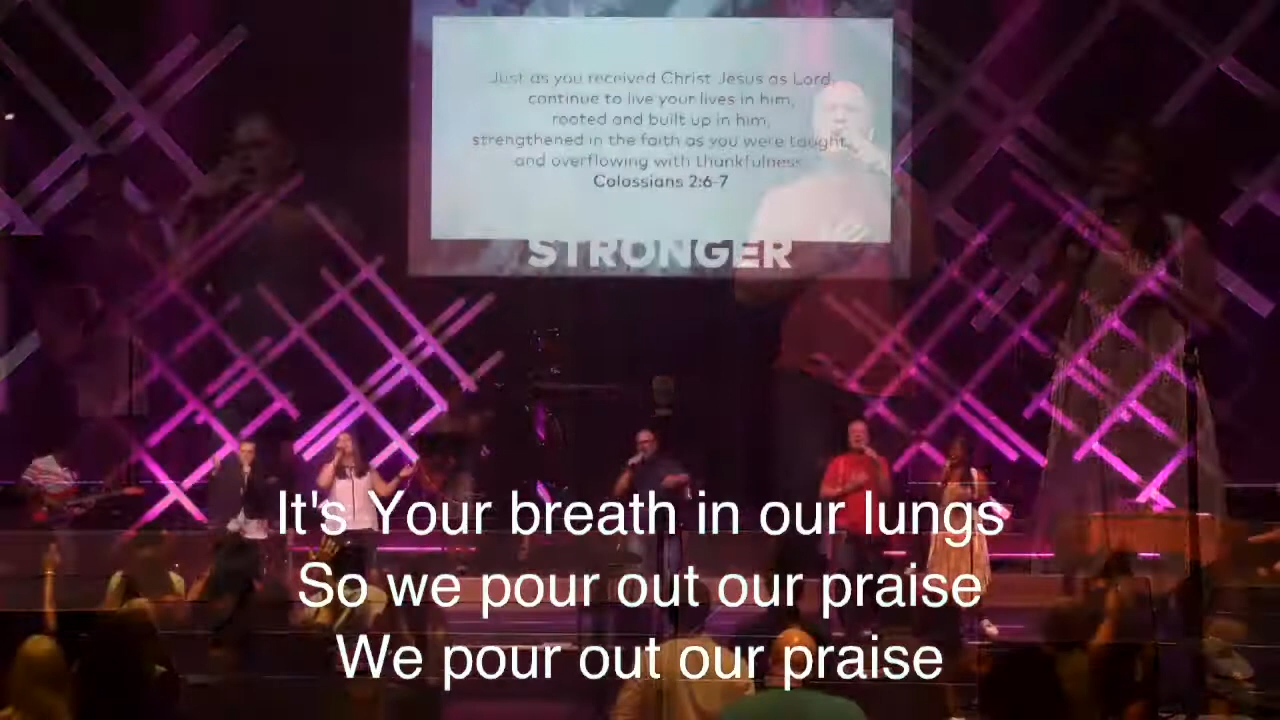 Just as you received Christ Jesus as Lord,
continue to live your lives in him,
rooted and built up in him,
strengthened in the faith as you were taught,
and overflowing with thankfulness.
Colossians 2:6-7
STRONGER
It's Your breath in our lungs
So we pour out our praise
We pour out our praise